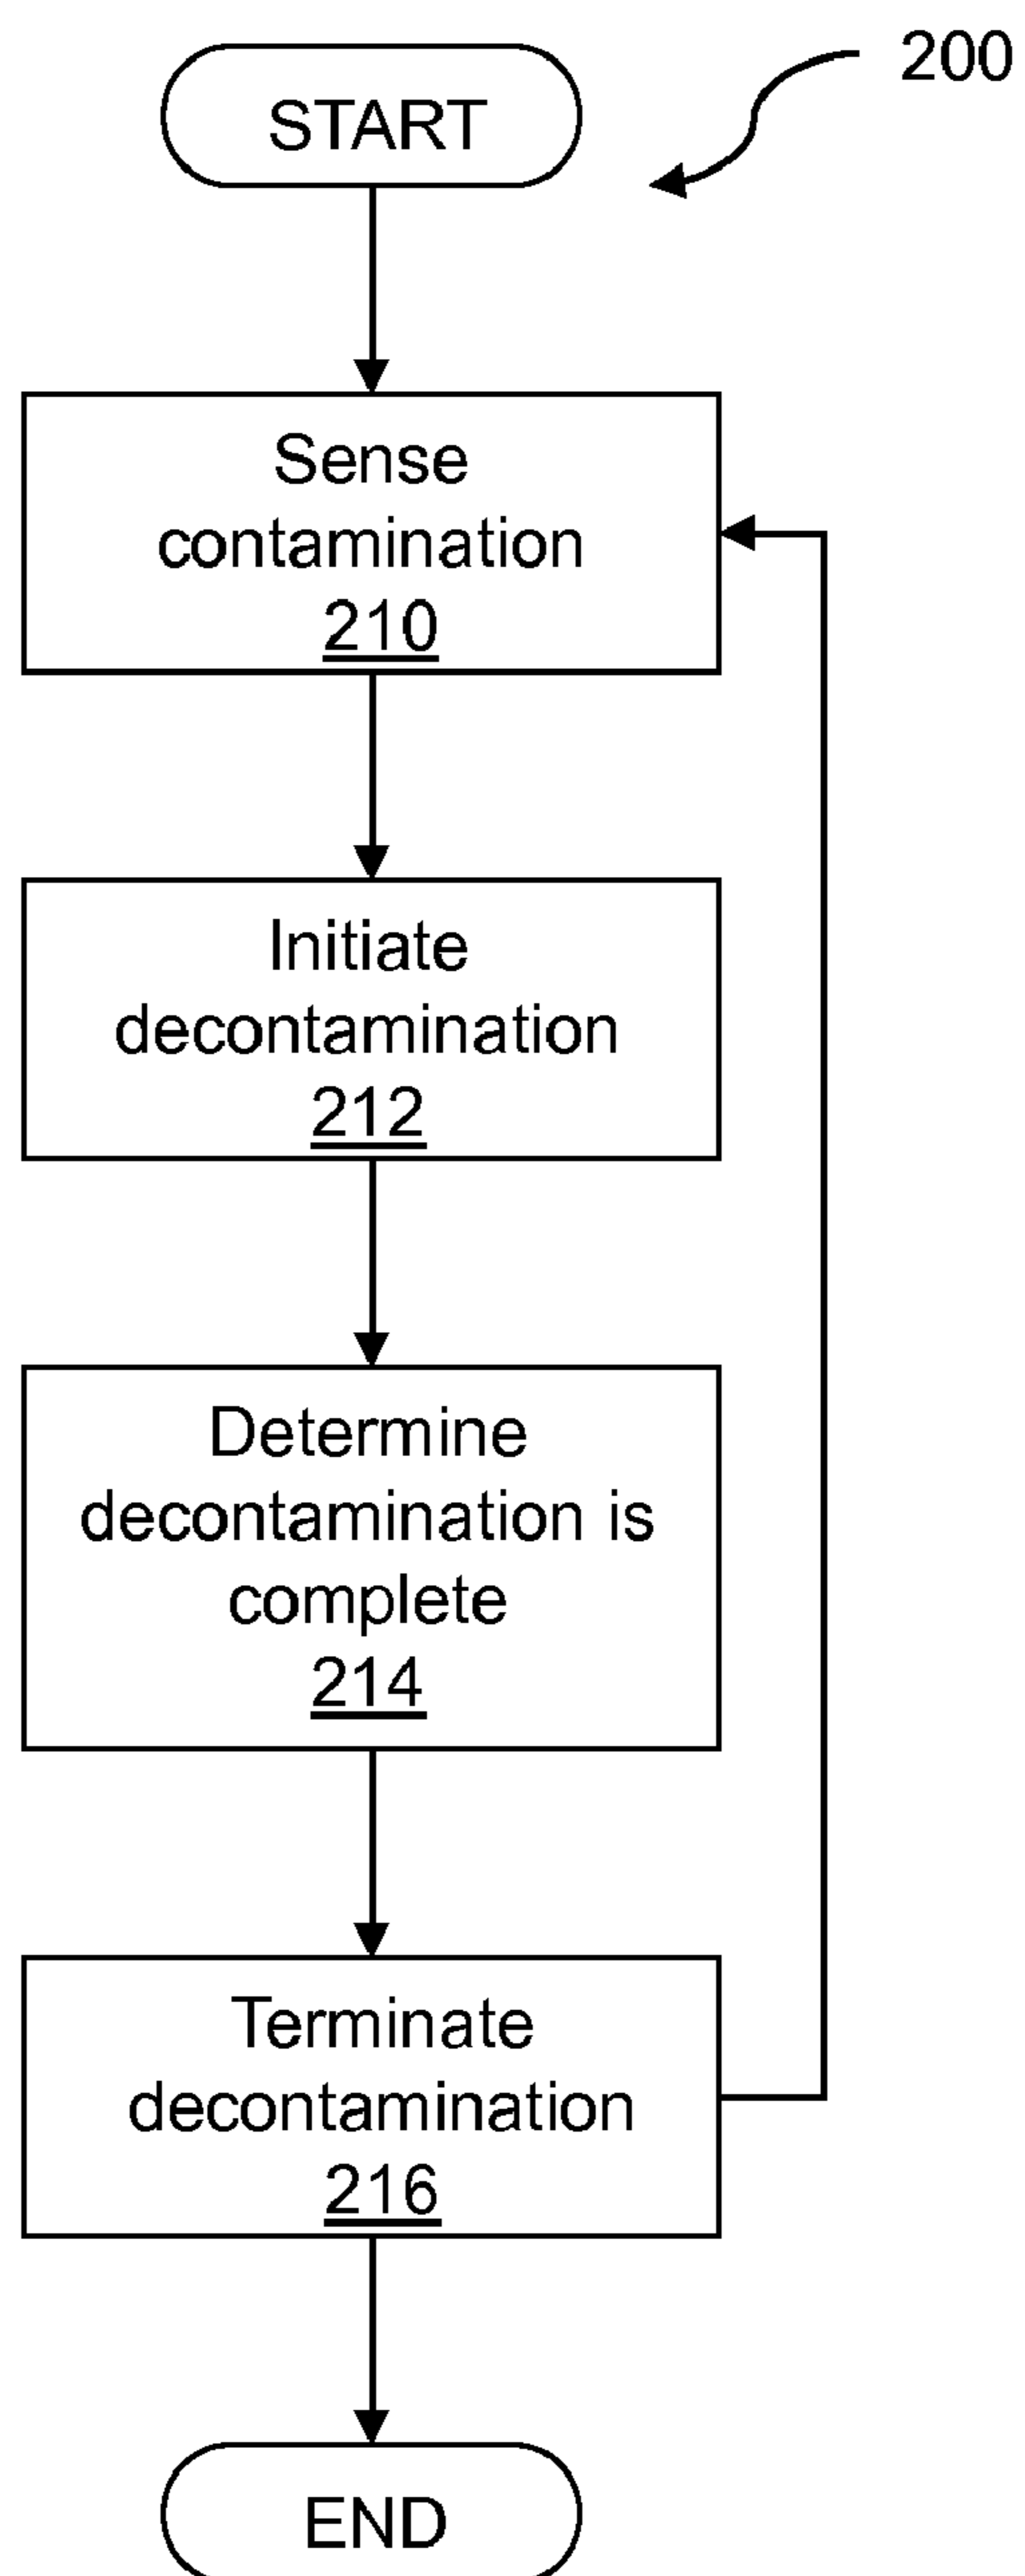 200
START
Sense
contamination
210
Initiate
decontamination
212
Determine
decontamination is
complete
214
Terminate
decontamination
216
END